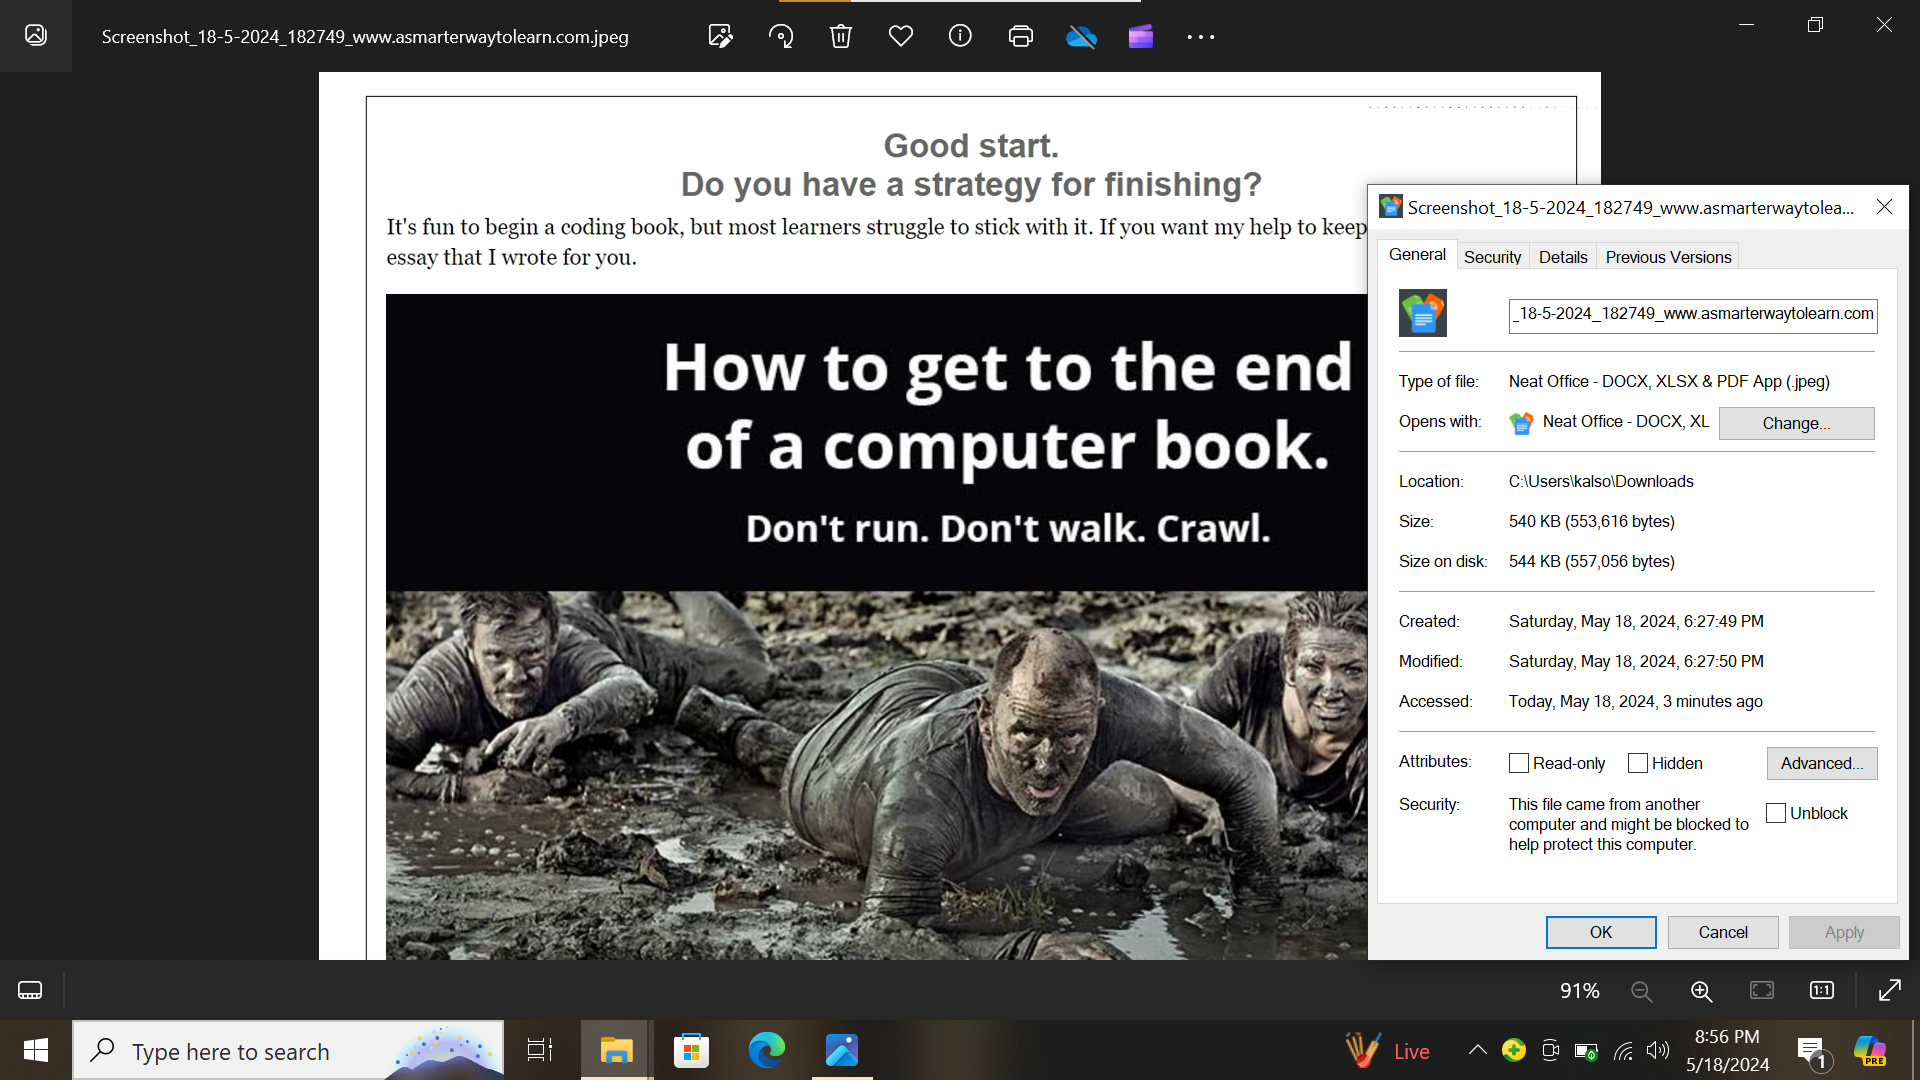 Screenshot_18-5-2024_182749_www.asmarterwaytolearn.com.jpeg
Good start.
Do you have a strategy for finishing?
It's fun to begin a coding book, but most learners struggle to stick with it. If you want my help to keep
essay that I wrote for you.
How to get to the end
of a computer book.
Don't run. Don't walk. Crawl.
Screenshot_18-5-2024_182749_www.asmarterwaytolea...
General Security Details Previous Versions
_18-5-2024_182749_www.asmarterwaytolearn.com
Type of file: Neat Office - DOCX, XLSX & PDF App (.jpeg)
Opens with: Neat Office - DOCX, XL Change...
Location: C:\Users\kalso\Downloads
Size: 540 KB (553,616 bytes)
Size on disk: 544 KB (557,056 bytes)
Created: Saturday, May 18, 2024, 6:27:49 PM
Modified: Saturday, May 18, 2024, 6:27:50 PM
Accessed: Today, May 18, 2024, 3 minutes ago
Attributes: Read-only Hidden Advanced...
Security: This file came from another
computer and might be blocked to
help protect this computer.
Unblock
OK Cancel Apply
91%
1:1
Type here to search
Live
8:56 PM
5/18/2024
1
PRE